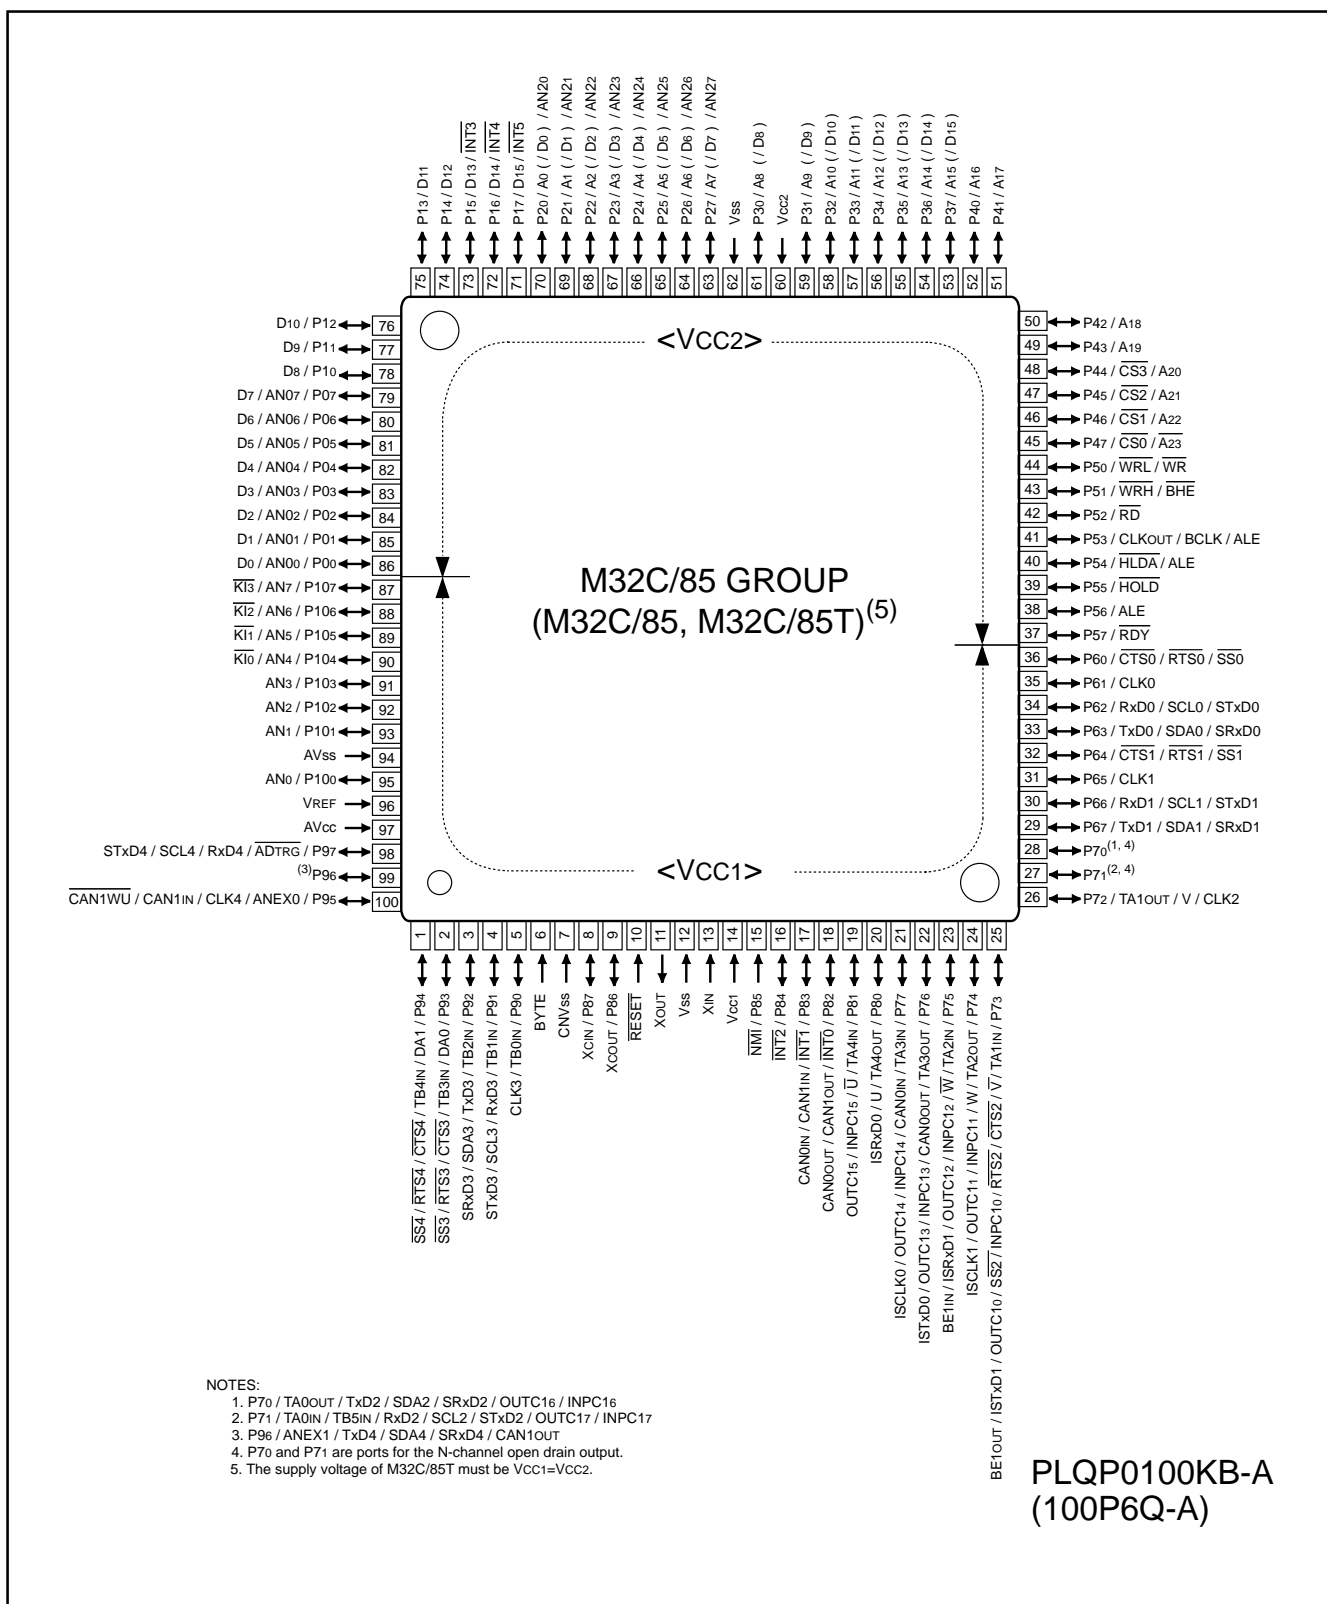 P13 / D11
P14 / D12
P15 / D13 / INT3
P16 / D14 / INT4
P17 / D15 / INT5
P20 / A0 ( / D0 ) / AN20
P21 / A1 ( / D1 ) / AN21
P22 / A2 ( / D2 ) / AN22
P23 / A3 ( / D3 ) / AN23
P24 / A4 ( / D4 ) / AN24
P25 / A5 ( / D5 ) / AN25
P26 / A6 ( / D6 ) / AN26
P27 / A7 ( / D7 ) / AN27
Vss
P30 / A8 ( / D8 )
Vcc2
P31 / A9 ( / D9 )
P32 / A10 ( / D10 )
P33 / A11 ( / D11 )
P34 / A12 ( / D12 )
P35 / A13 ( / D13 )
P36 / A14 ( / D14 )
P37 / A15 ( / D15 )
P40 / A16
P41 / A17
75 74 73 72 71 70 69 68 67 66 65 64 63 62 61 60 59 58 57 56 55 54 53 52 51
D10 / P12 76
D9 / P11 77
D8 / P10 78
D7 / AN07 / P07 79
D6 / AN06 / P06 80
D5 / AN05 / P05 81
D4 / AN04 / P04 82
D3 / AN03 / P03 83
D2 / AN02 / P02 84
D1 / AN01 / P01 85
D0 / AN00 / P00 86
KI3 / AN7 / P107 87
KI2 / AN6 / P106 88
KI1 / AN5 / P105 89
KI0 / AN4 / P104 90
AN3 / P103 91
AN2 / P102 92
AN1 / P101 93
AVss 94
AN0 / P100 95
VREF 96
AVcc 97
STxD4 / SCL4 / RxD4 / ADTRG / P97 98
(3)P96 99
CAN1WU / CAN1IN / CLK4 / ANEX0 / P95 100
<VCC2>
M32C/85 GROUP
(M32C/85, M32C/85T)(5)
<VCC1>
50 P42 / A18
49 P43 / A19
48 P44 / CS3 / A20
47 P45 / CS2 / A21
46 P46 / CS1 / A22
45 P47 / CS0 / A23
44 P50 / WRL / WR
43 P51 / WRH / BHE
42 P52 / RD
41 P53 / CLKOUT / BCLK / ALE
40 P54 / HLDA / ALE
39 P55 / HOLD
38 P56 / ALE
37 P57 / RDY
36 P60 / CTS0 / RTS0 / SS0
35 P61 / CLK0
34 P62 / RxD0 / SCL0 / STxD0
33 P63 / TxD0 / SDA0 / SRxD0
32 P64 / CTS1 / RTS1 / SS1
31 P65 / CLK1
30 P66 / RxD1 / SCL1 / STxD1
29 P67 / TxD1 / SDA1 / SRxD1
28 P70(1, 4)
27 P71(2, 4)
26 P72 / TA1OUT / V / CLK2
1 2 3 4 5 6 7 8 9 10 11 12 13 14 15 16 17 18 19 20 21 22 23 24 25
SS4 / RTS4 / CTS4 / TB4IN / DA1 / P94
SS3 / RTS3 / CTS3 / TB3IN / DA0 / P93
SRxD3 / SDA3 / TxD3 / TB2IN / P92
STxD3 / SCL3 / RxD3 / TB1IN / P91
CLK3 / TB0IN / P90
BYTE
CNVss
XCIN / P87
XCOUT / P86
RESET
XOUT
Vss
XIN
Vcc1
NMI / P85
INT2 / P84
CAN0IN / CAN1IN / INT1 / P83
CAN0OUT / CAN1OUT / INT0 / P82
OUTC15 / INPC15 / U / TA4IN / P81
ISRxD0 / U / TA4OUT / P80
ISCLK0 / OUTC14 / INPC14 / CAN0IN / TA3IN / P77
ISTxD0 / OUTC13 / INPC13 / CAN0OUT / TA3OUT / P76
BE1IN / ISRxD1 / OUTC12 / INPC12 / W / TA2IN / P75
ISCLK1 / OUTC11 / INPC11 / W / TA2OUT / P74
BE1OUT / ISTxD1 / OUTC10 / SS2 / INPC10 / RTS2 / CTS2 / V / TA1IN / P73
NOTES:
1. P70 / TA0OUT / TxD2 / SDA2 / SRxD2 / OUTC16 / INPC16
2. P71 / TA0IN / TB5IN / RxD2 / SCL2 / STxD2 / OUTC17 / INPC17
3. P96 / ANEX1 / TxD4 / SDA4 / SRxD4 / CAN1OUT
4. P70 and P71 are ports for the N-channel open drain output.
5. The supply voltage of M32C/85T must be VCC1=VCC2.
PLQP0100KB-A
(100P6Q-A)